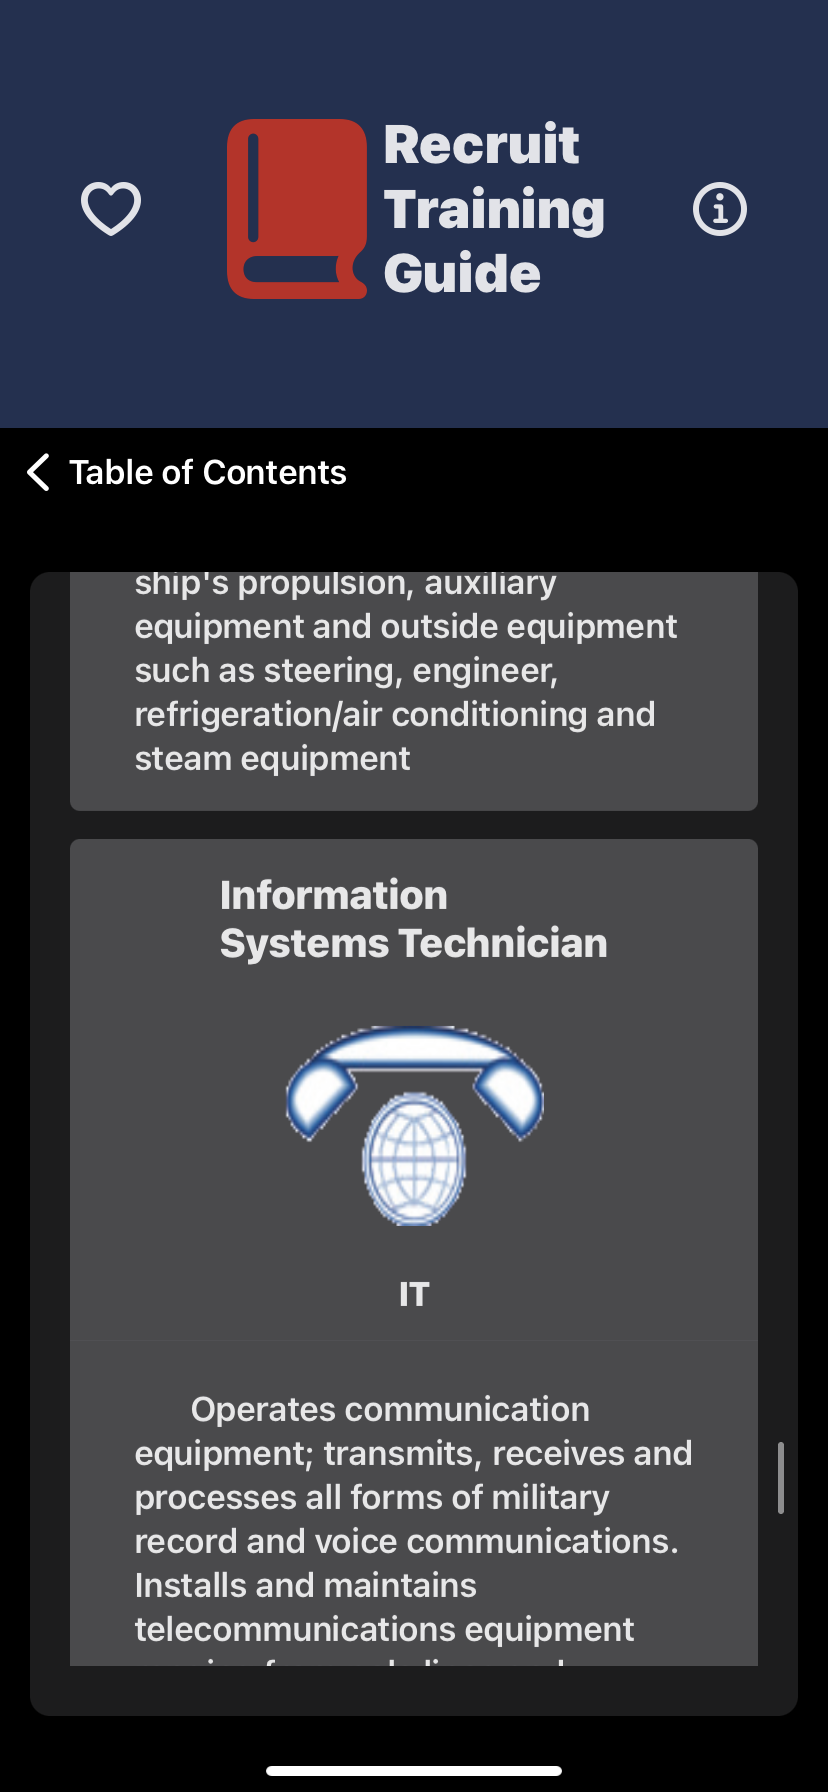 Recruit
Training
Guide
Table of Contents
ship's propulsion, auxiliary
equipment and outside equipment
such as steering, engineer,
refrigeration/air conditioning and
steam equipment
Information
Systems Technician
IT
Operates communication
equipment; transmits, receives and
processes all forms of military
record and voice communications.
Installs and maintains
telecommunications equipment